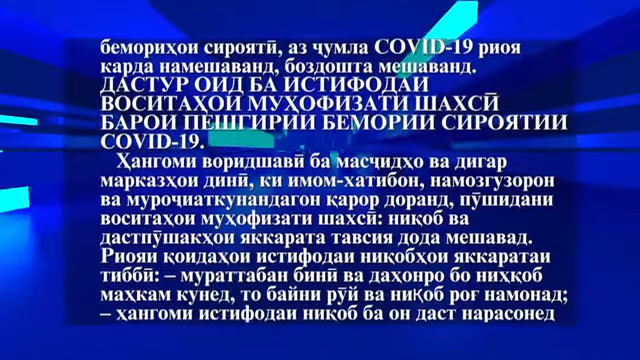 бемориҳои сироятӣ, аз ҷумла COVID-19 риоя
карда намешаванд, боздошта мешаванд.
ДАСТУР ОИД БА ИСТИФОДАИ
ВОСИТАҲОИ МУҲОФИЗАТИ ШАХСӢ
БАРОИ ПЕШГИРИИ БЕМОРИИ СИРОЯТИИ
COVID-19.
Ҳангоми воридшавӣ ба масҷидҳо ва дигар
марказҳои динӣ, ки имом-хатибон, намозгузорон
ва муроҷиаткунандагон қарор доранд, пӯшидани
воситаҳои муҳофизати шахсӣ: ниқоб ва
дастпӯшакҳои яккарата тавсия дода мешавад.
Риояи қоидаҳои истифодаи ниқобҳои яккаратаи
тиббӣ: – мураттабан бинӣ ва даҳонро бо ниҳқоб
маҳкам кунед, то байни рӯй ва ниқоб роғ намонад;
– ҳангоми истифодаи ниқоб ба он даст нарасонед